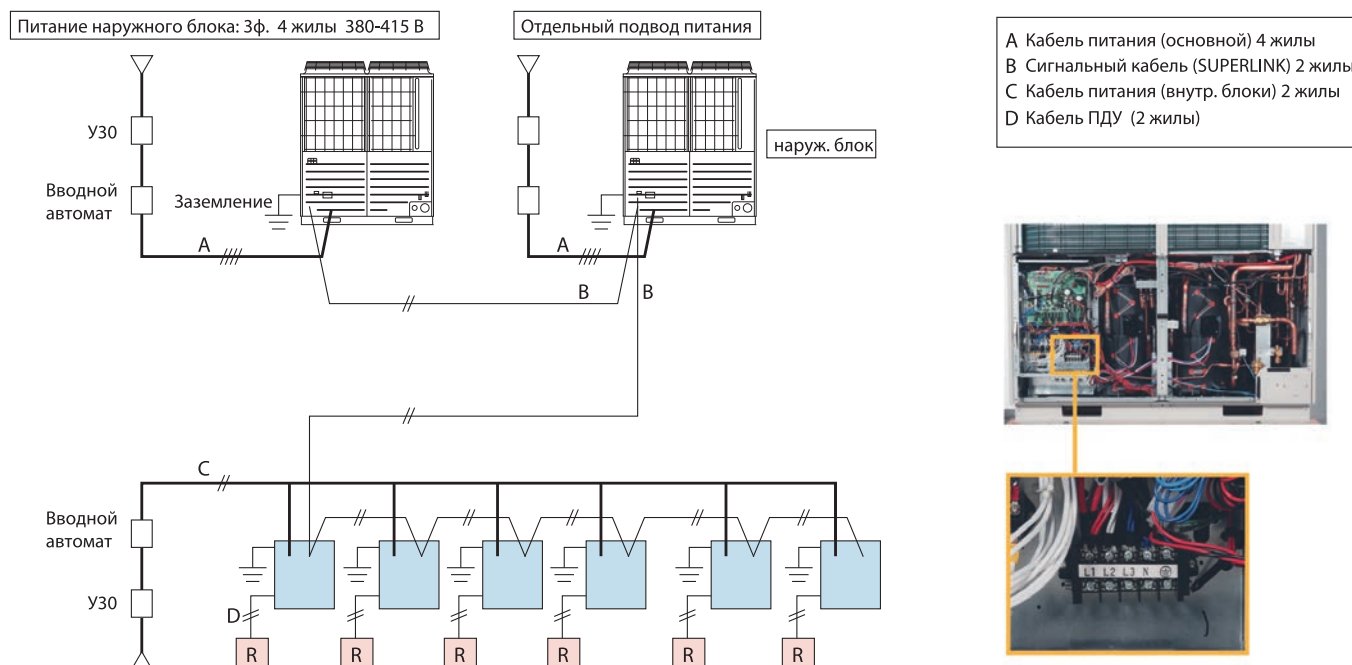 Питание наружного блока: 3ф. 4 жилы 380-415 В
Отдельный подвод питания
A Кабель питания (основной) 4 жилы
B Сигнальный кабель (SUPERLINK) 2 жилы
C Кабель питания (внутр. блоки) 2 жилы
D Кабель ПДУ (2 жилы)
УЗО
наруж. блок
Вводной
автомат
Заземление
A
A
B
B
C
Вводной
автомат
УЗО
D
R
R
R
R
R
R
L1 L2 L3 N